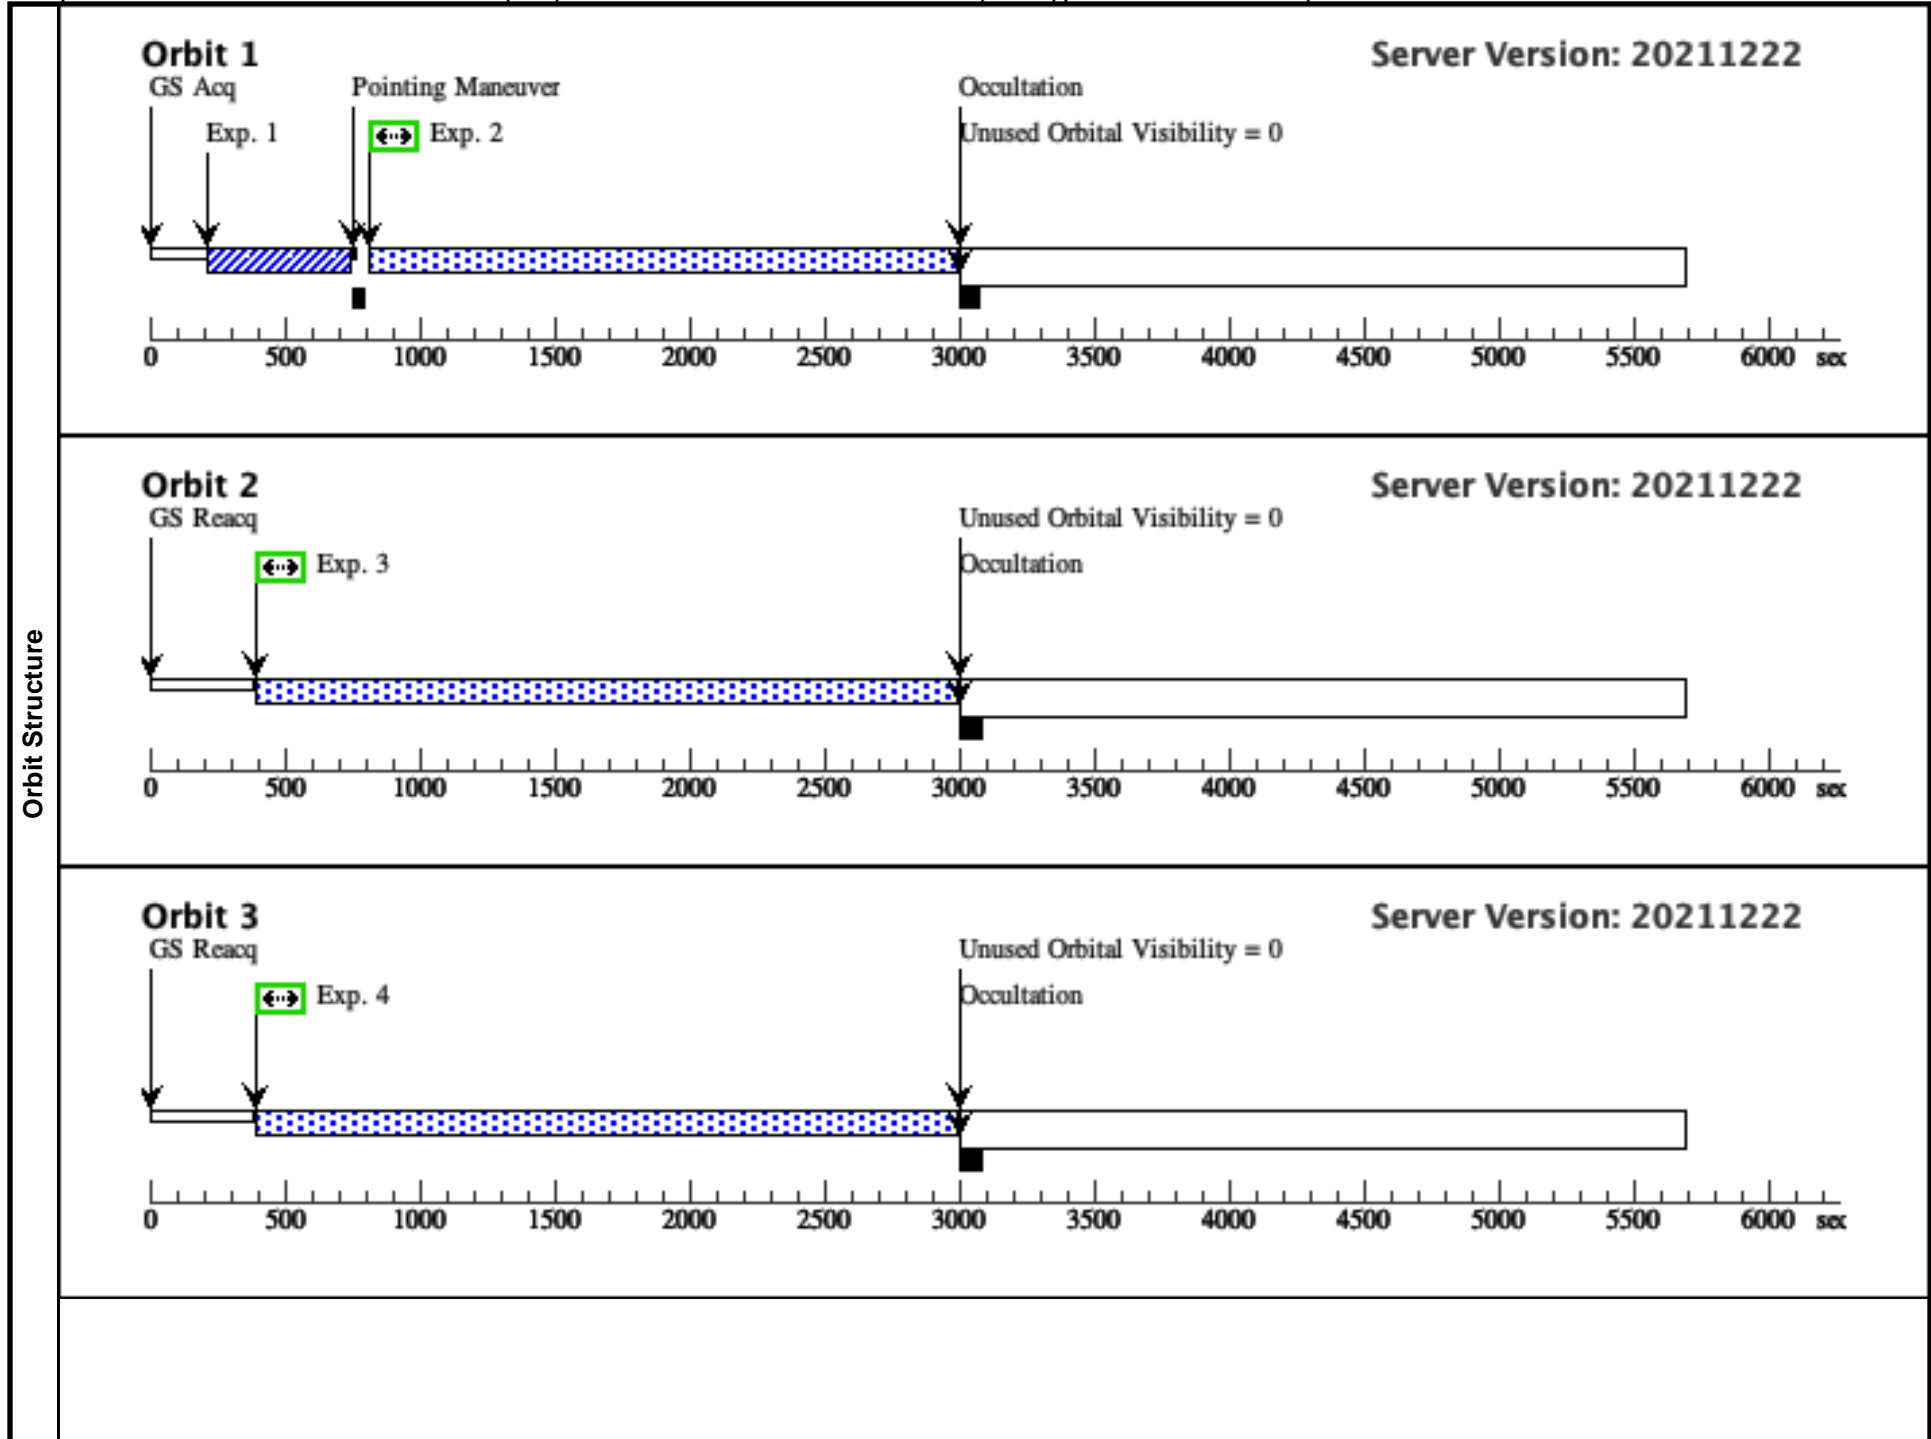 Orbit Structure
Orbit 1 Server Version: 20211222
GS Acq Pointing Maneuver Occultation
Exp. 1 Exp. 2 Unused Orbital Visibility = 0
0 500 1000 1500 2000 2500 3000 3500 4000 4500 5000 5500 6000 sec
Orbit 2 Server Version: 20211222
GS Reacq Unused Orbital Visibility = 0
Exp. 3 Occultation
0 500 1000 1500 2000 2500 3000 3500 4000 4500 5000 5500 6000 sec
Orbit 3 Server Version: 20211222
GS Reacq Unused Orbital Visibility = 0
Exp. 4 Occultation
0 500 1000 1500 2000 2500 3000 3500 4000 4500 5000 5500 6000 sec